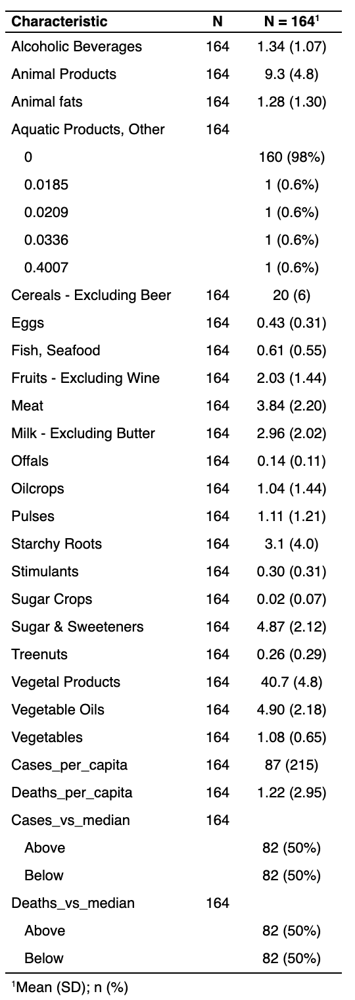 Characteristic N N = 164¹
Alcoholic Beverages 164 1.34 (1.07)
Animal Products 164 9.3 (4.8)
Animal fats 164 1.28 (1.30)
Aquatic Products, Other 164
0 160 (98%)
0.0185 1 (0.6%)
0.0209 1 (0.6%)
0.0336 1 (0.6%)
0.4007 1 (0.6%)
Cereals - Excluding Beer 164 20 (6)
Eggs 164 0.43 (0.31)
Fish, Seafood 164 0.61 (0.55)
Fruits - Excluding Wine 164 2.03 (1.44)
Meat 164 3.84 (2.20)
Milk - Excluding Butter 164 2.96 (2.02)
Offals 164 0.14 (0.11)
Oilcrops 164 1.04 (1.44)
Pulses 164 1.11 (1.21)
Starchy Roots 164 3.1 (4.0)
Stimulants 164 0.30 (0.31)
Sugar Crops 164 0.02 (0.07)
Sugar & Sweeteners 164 4.87 (2.12)
Treenuts 164 0.26 (0.29)
Vegetal Products 164 40.7 (4.8)
Vegetable Oils 164 4.90 (2.18)
Vegetables 164 1.08 (0.65)
Cases_per_capita 164 87 (215)
Deaths_per_capita 164 1.22 (2.95)
Cases_vs_median 164
Above 82 (50%)
Below 82 (50%)
Deaths_vs_median 164
Above 82 (50%)
Below 82 (50%)
¹Mean (SD); n (%)